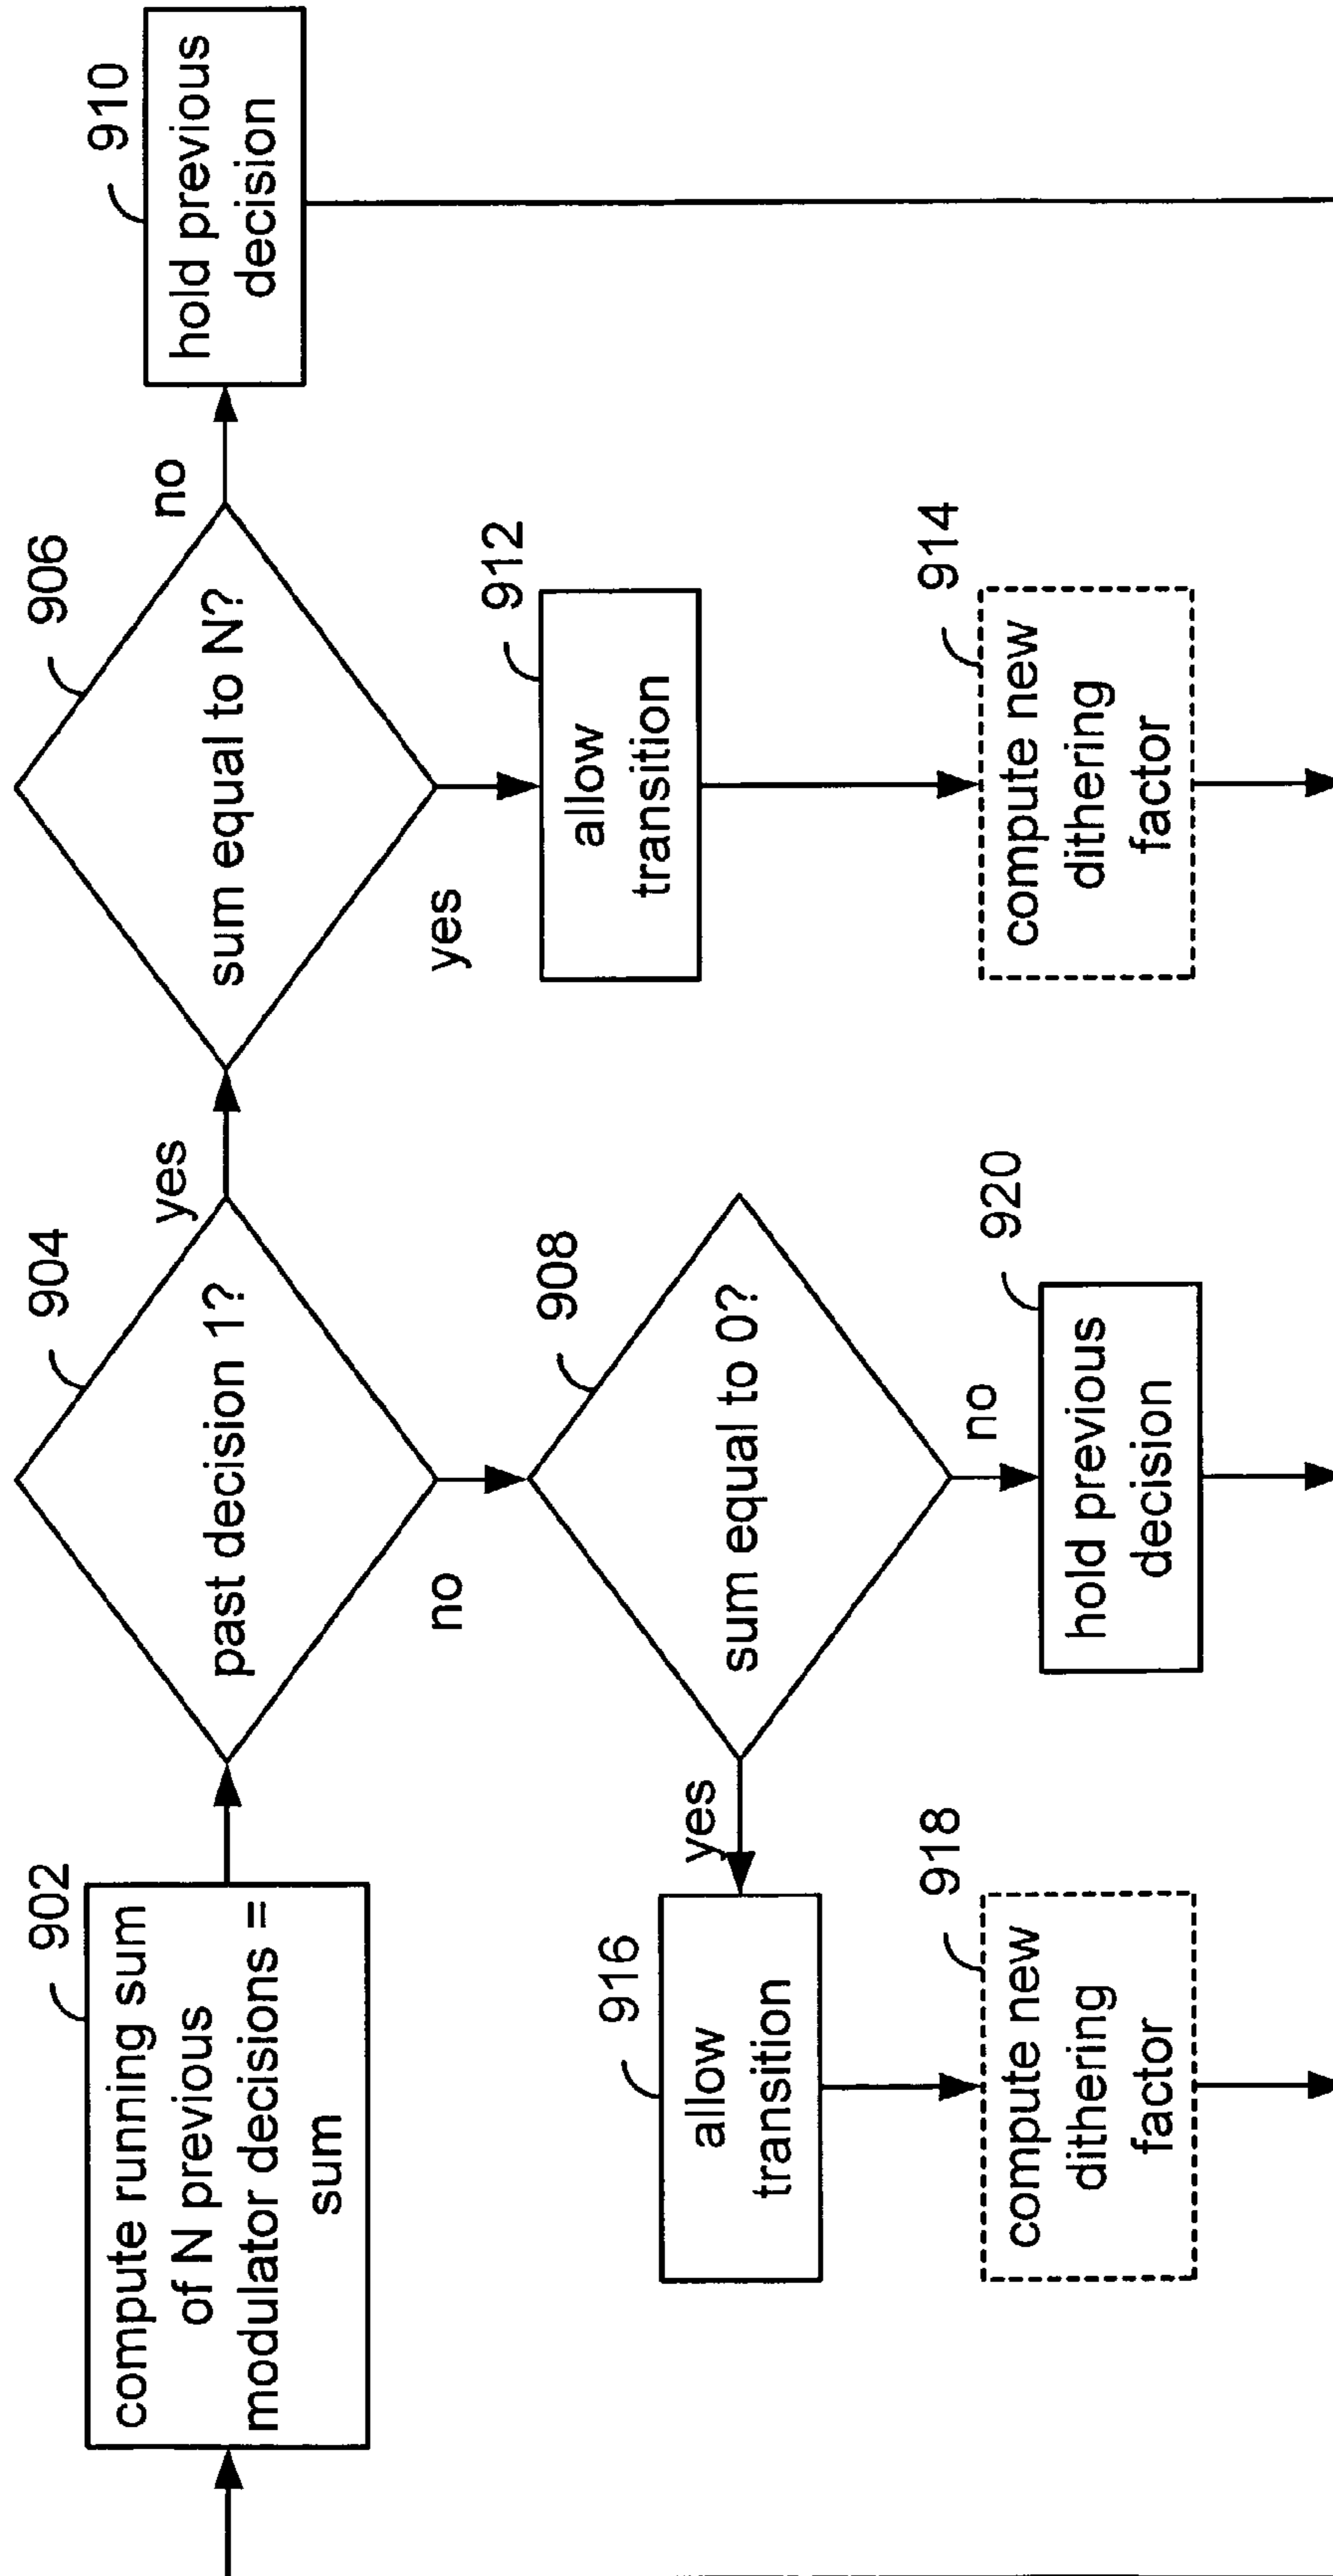 902
compute running sum
of N previous
modulator decisions =
sum
904
past decision 1?
yes
no
906
sum equal to N?
no
yes
910
hold previous
decision
912
allow
transition
914
compute new
dithering
factor
908
sum equal to 0?
yes
no
916
allow
transition
918
compute new
dithering
factor
920
hold previous
decision